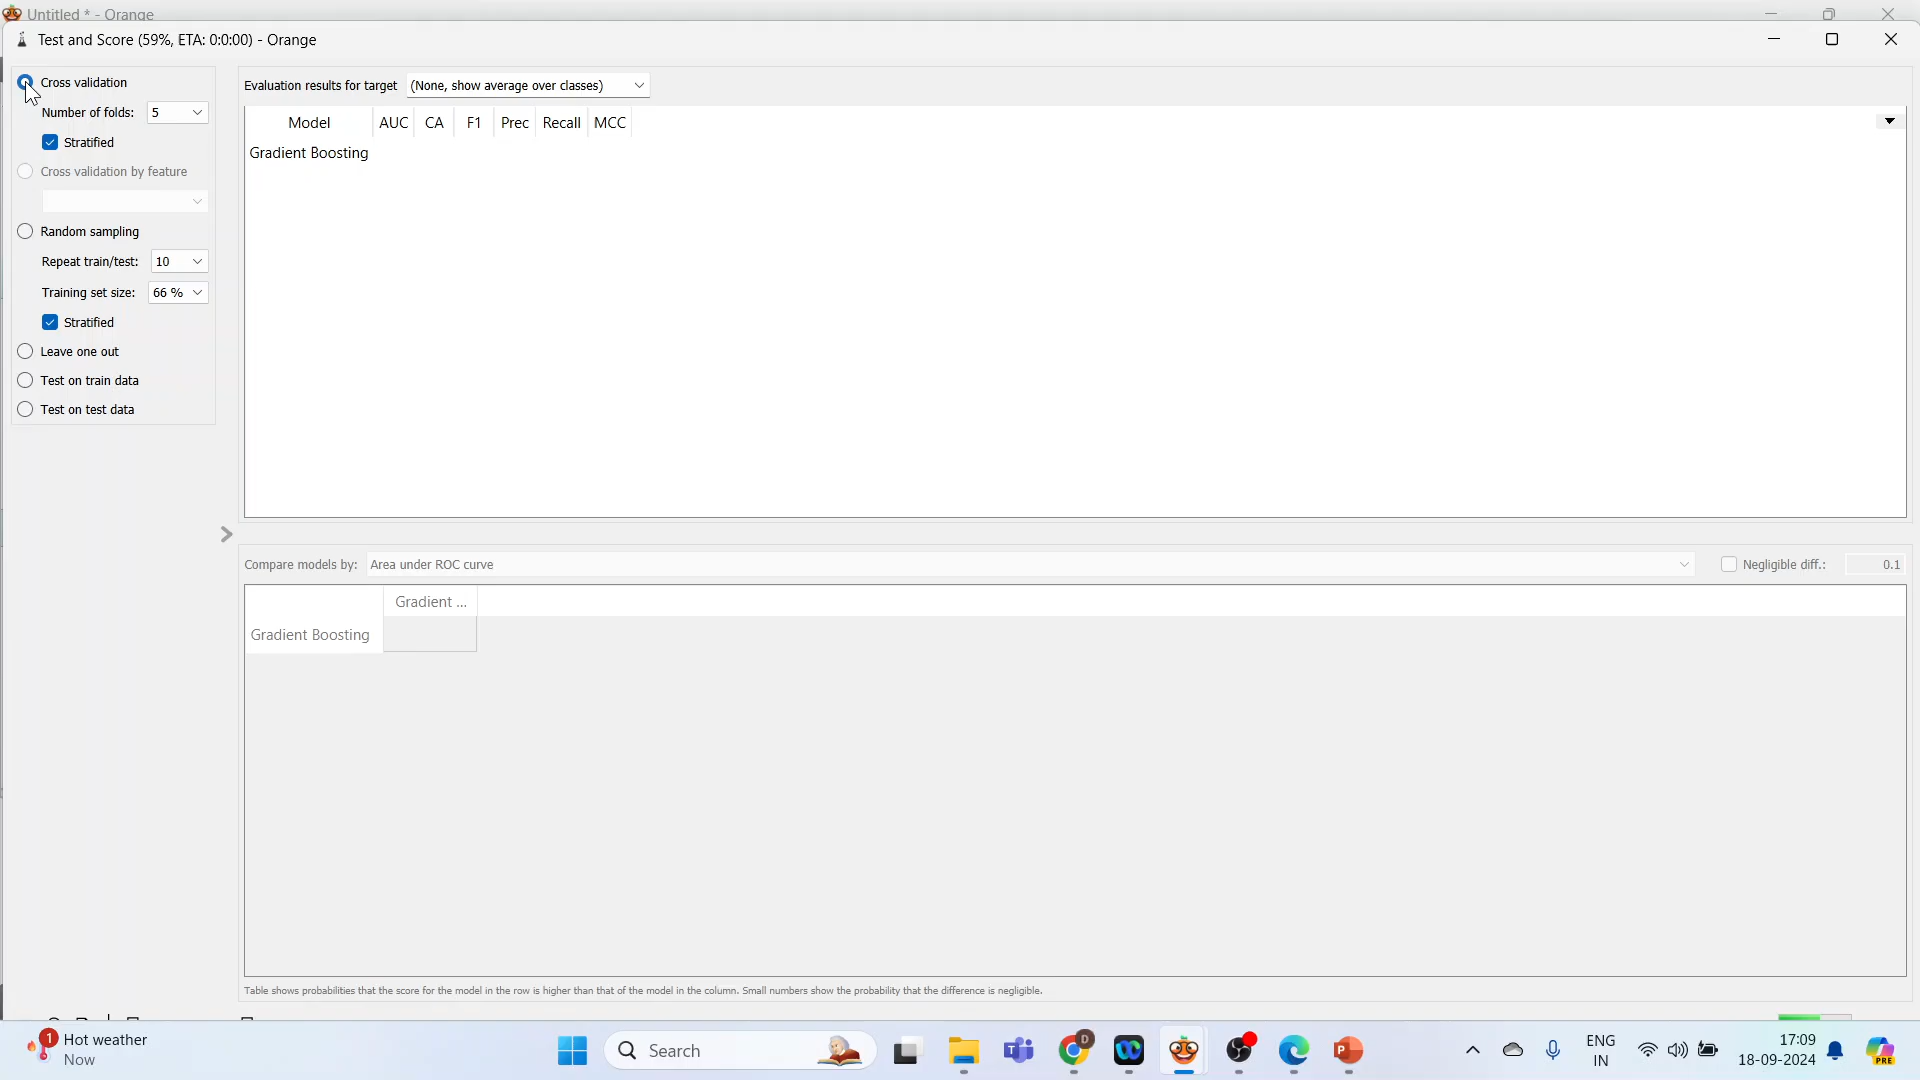 Untitled * - Orange
Test and Score (59%, ETA: 0:0:00) - Orange
Cross validation
Number of folds: 5
Stratified
Cross validation by feature
Random sampling
Repeat train/test: 10
Training set size: 66 %
Stratified
Leave one out
Test on train data
Test on test data
Evaluation results for target (None, show average over classes)
Model AUC CA F1 Prec Recall MCC
Gradient Boosting
Compare models by: Area under ROC curve Negligible diff.: 0.1
Gradient ...
Gradient Boosting
Table shows probabilities that the score for the model in the row is higher than that of the model in the column. Small numbers show the probability that the difference is negligible.
1
Hot weather
Now
Search
D
T
P
ENG
IN
17:09
18-09-2024
PRE